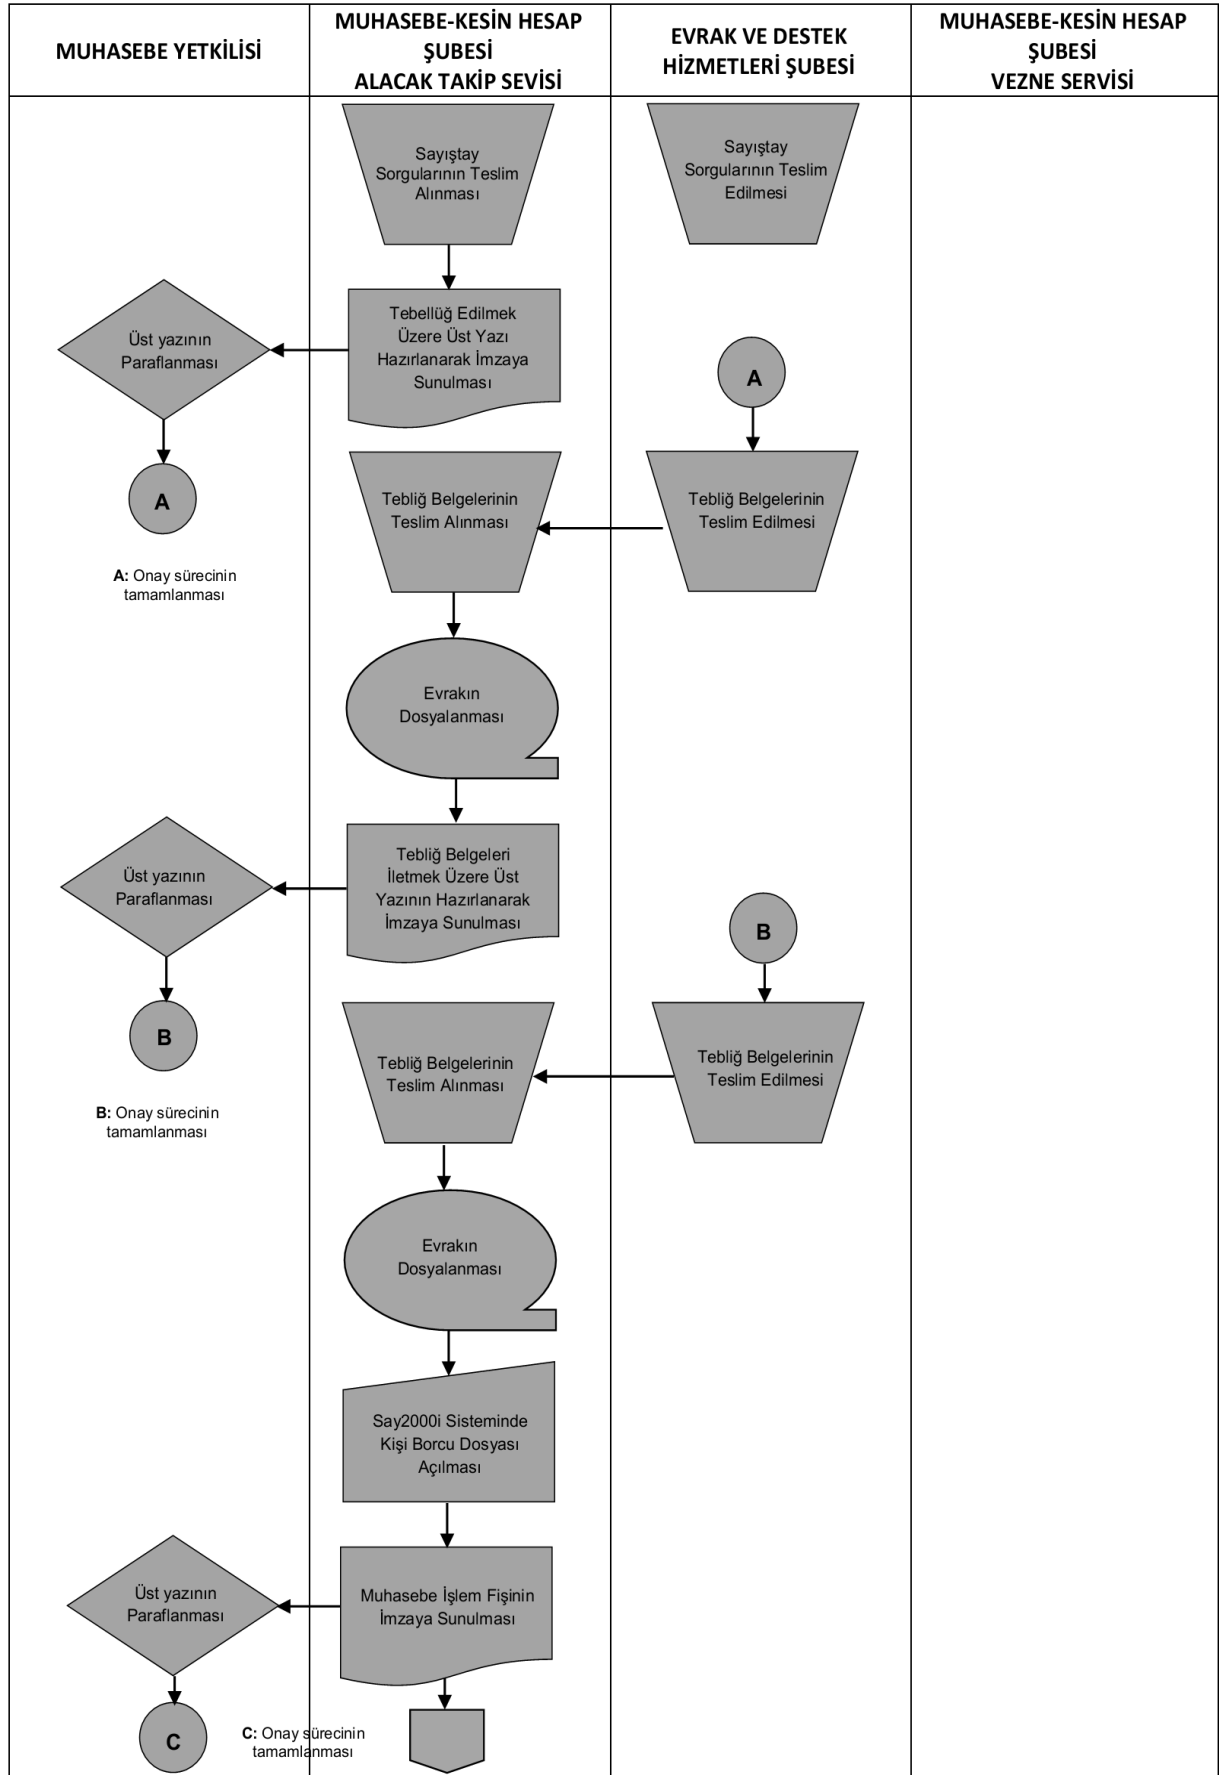 MUHASEBE YETKİLİSİ
MUHASEBE-KESİN HESAP
ŞUBESİ
ALACAK TAKİP SEVİSİ
EVRAK VE DESTEK
HİZMETLERİ ŞUBESİ
MUHASEBE-KESİN HESAP
ŞUBESİ
VEZNE SERVİSİ
Sayıştay
Sorgularının Teslim
Alınması
Sayıştay
Sorgularının Teslim
Edilmesi
Üst yazının
Paraflanması
Tebellüğ Edilmek
Üzere Üst Yazı
Hazırlanarak İmzaya
Sunulması
A
A
Tebliğ Belgelerinin
Teslim Alınması
Tebliğ Belgelerinin
Teslim Edilmesi
A: Onay sürecinin
tamamlanması
Evrakın
Dosyalanması
Üst yazının
Paraflanması
Tebliğ Belgeleri
İletmek Üzere Üst
Yazının Hazırlanarak
İmzaya Sunulması
B
B
Tebliğ Belgelerinin
Teslim Alınması
Tebliğ Belgelerinin
Teslim Edilmesi
B: Onay sürecinin
tamamlanması
Evrakın
Dosyalanması
Say2000i Sisteminde
Kişi Borcu Dosyası
Açılması
Üst yazının
Paraflanması
Muhasebe İşlem Fişinin
İmzaya Sunulması
C
C: Onay sürecinin
tamamlanması